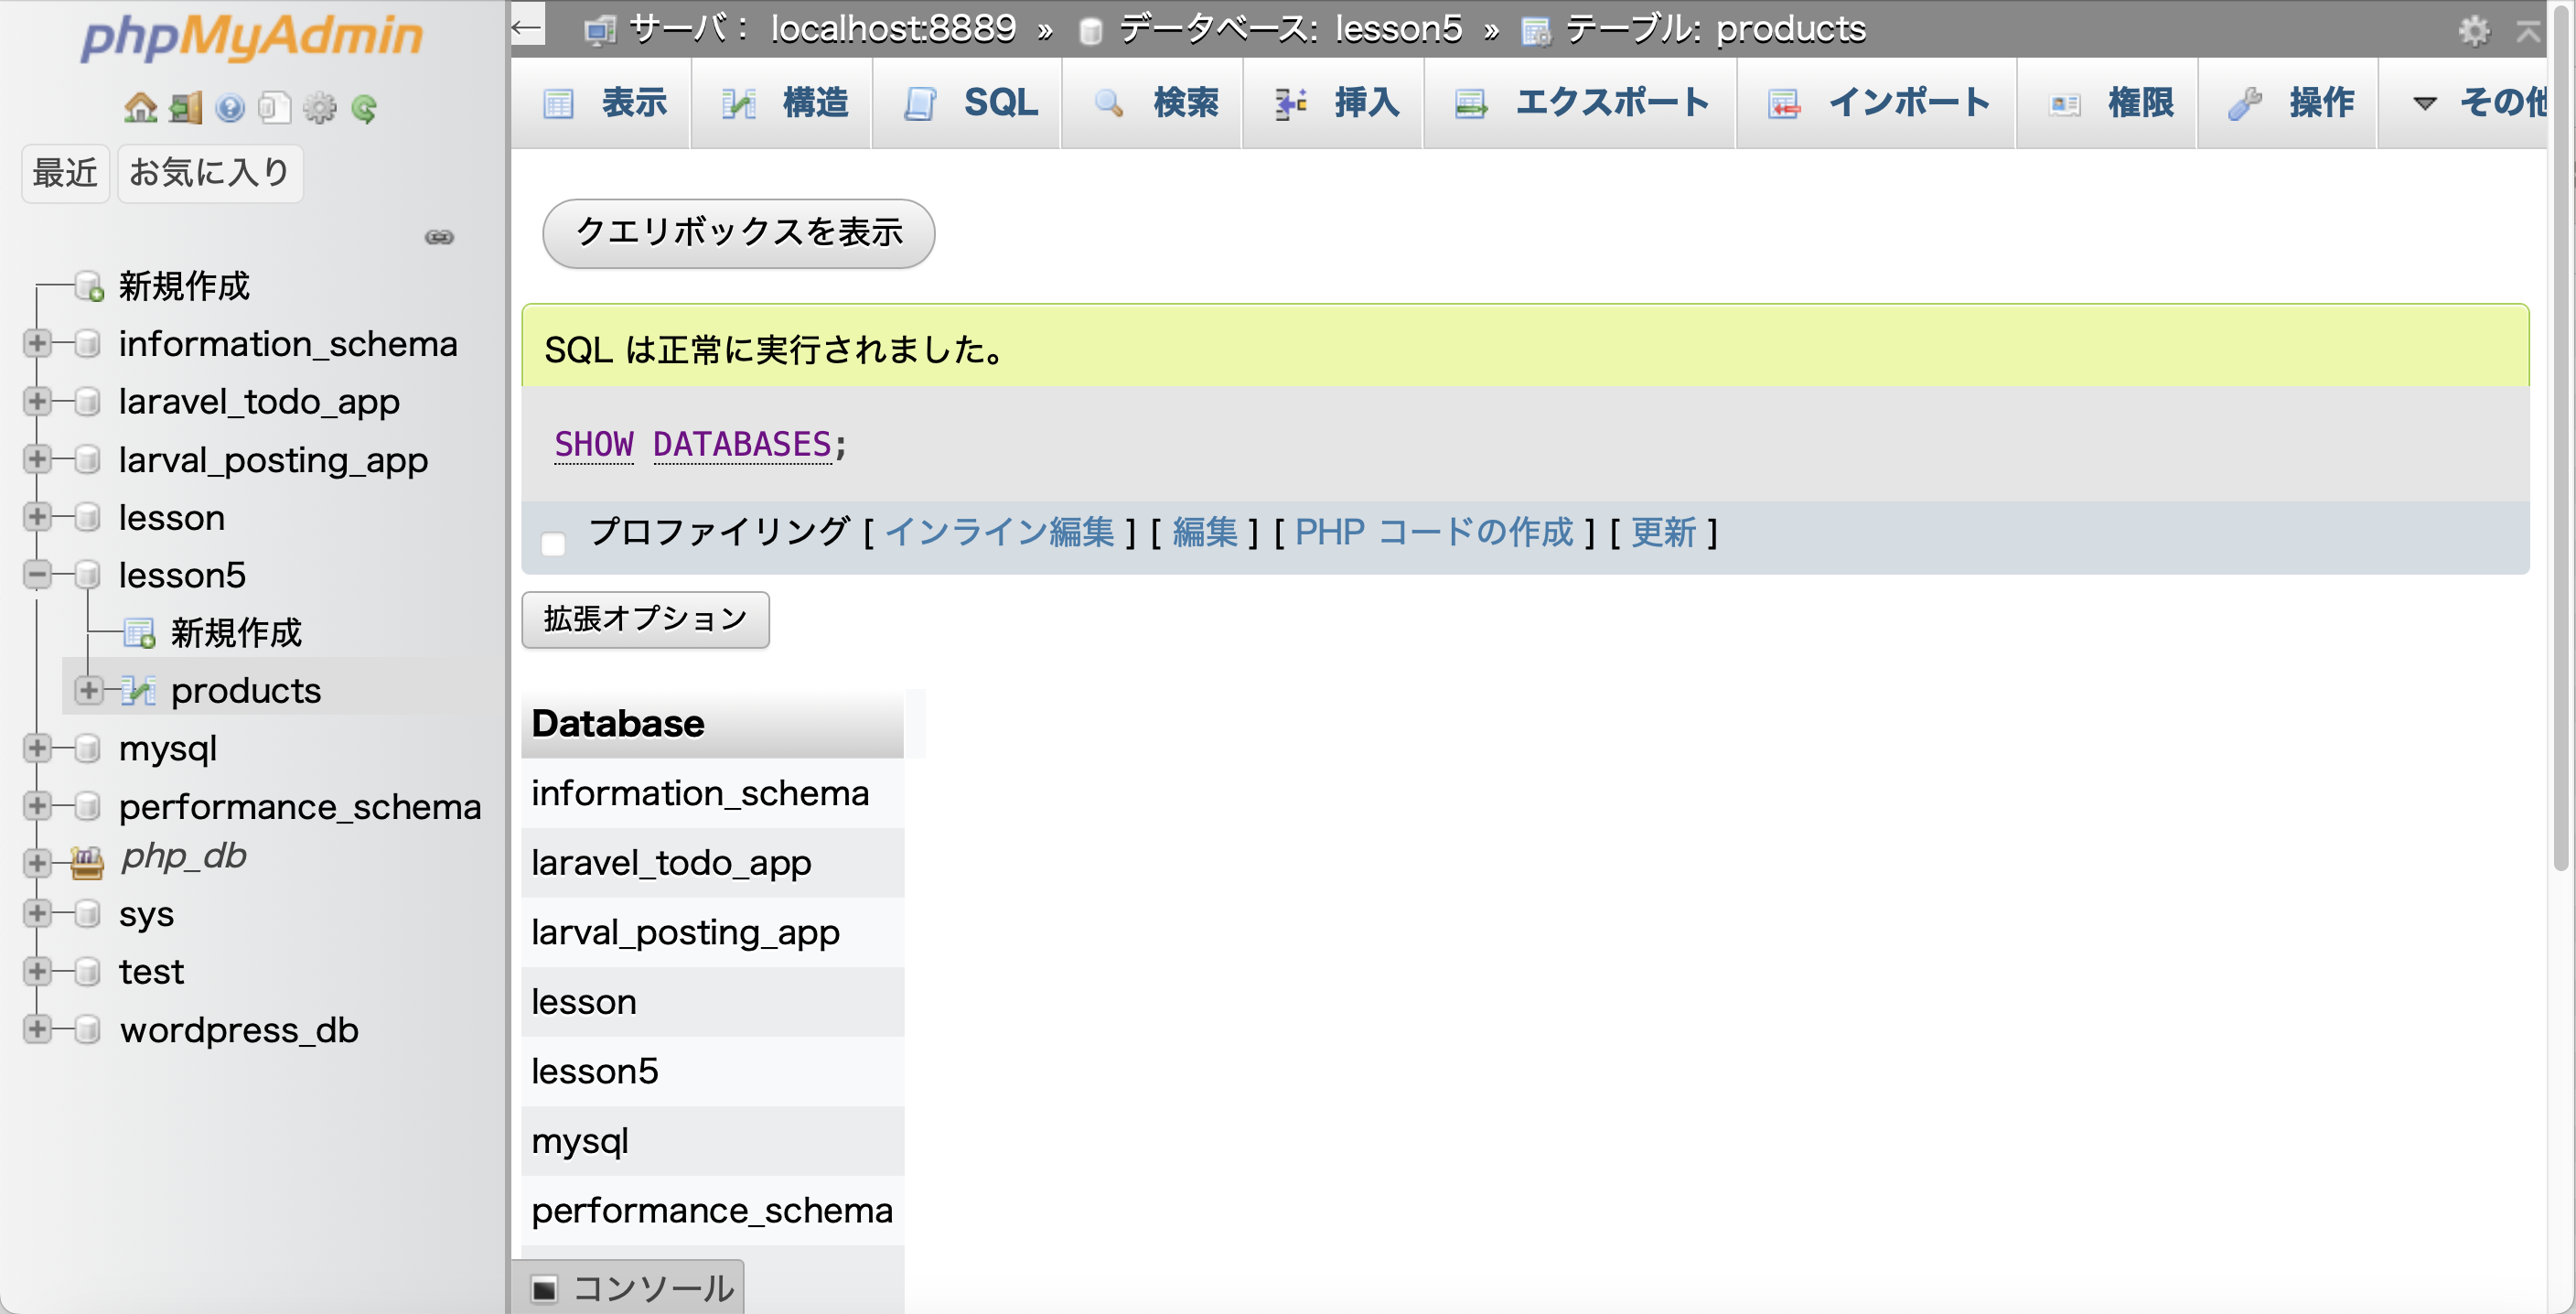 phpMyAdmin
最近 お気に入り
新規作成
information_schema
laravel_todo_app
larval_posting_app
lesson
lesson5
新規作成
products
mysql
performance_schema
php_db
sys
test
wordpress_db
サーバ： localhost:8889 » データベース: lesson5 » テーブル: products
表示 構造 SQL 検索 挿入 エクスポート インポート 権限 操作 その他
クエリボックスを表示
SQL は正常に実行されました。
SHOW DATABASES;
プロファイリング [ インライン編集 ] [ 編集 ] [ PHP コードの作成 ] [ 更新 ]
拡張オプション
Database
information_schema
laravel_todo_app
larval_posting_app
lesson
lesson5
mysql
performance_schema
コンソール